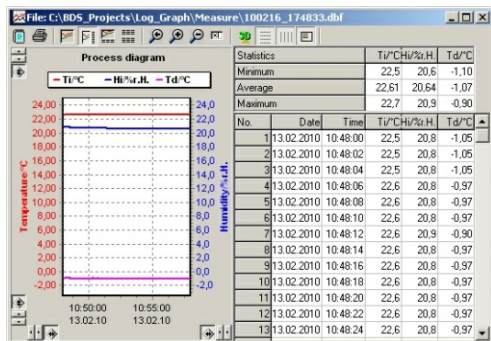 File: C:\BDS_Projects\Log_Graph\Measure\100216_174833.dbf
3D
Process diagram
Ti/°C Hi/%r.H. Td/°C
Temperature/°C
24,00
22,00
20,00
18,00
16,00
14,00
12,00
10,00
8,00
6,00
4,00
2,00
0,00
-2,00
24,0
22,0
20,0
18,0
16,0
14,0
12,0
10,0
8,0
6,0
4,0
2,0
0,0
-2,0
Humidity/%r.H.
10:50:00 10:55:00
13.02.10 13.02.10
Statistics Ti/°C Hi/%r.H. Td/°C
Minimum 22,5 20,6 -1,10
Average 22,61 20,64 -1,07
Maximum 22,7 20,9 -0,90
No. Date Time Ti/°C Hi/%r.H. Td/°C
1 13.02.2010 10:48:00 22,5 20,8 -1,05
2 13.02.2010 10:48:02 22,5 20,8 -1,05
3 13.02.2010 10:48:04 22,5 20,8 -1,05
4 13.02.2010 10:48:06 22,6 20,8 -0,97
5 13.02.2010 10:48:08 22,6 20,8 -0,97
6 13.02.2010 10:48:10 22,6 20,8 -0,97
7 13.02.2010 10:48:12 22,6 20,9 -0,90
8 13.02.2010 10:48:14 22,6 20,8 -0,97
9 13.02.2010 10:48:16 22,6 20,8 -0,97
10 13.02.2010 10:48:18 22,6 20,8 -0,97
11 13.02.2010 10:48:20 22,6 20,8 -0,97
12 13.02.2010 10:48:22 22,6 20,8 -0,97
13 13.02.2010 10:48:24 22,6 20,8 -0,97